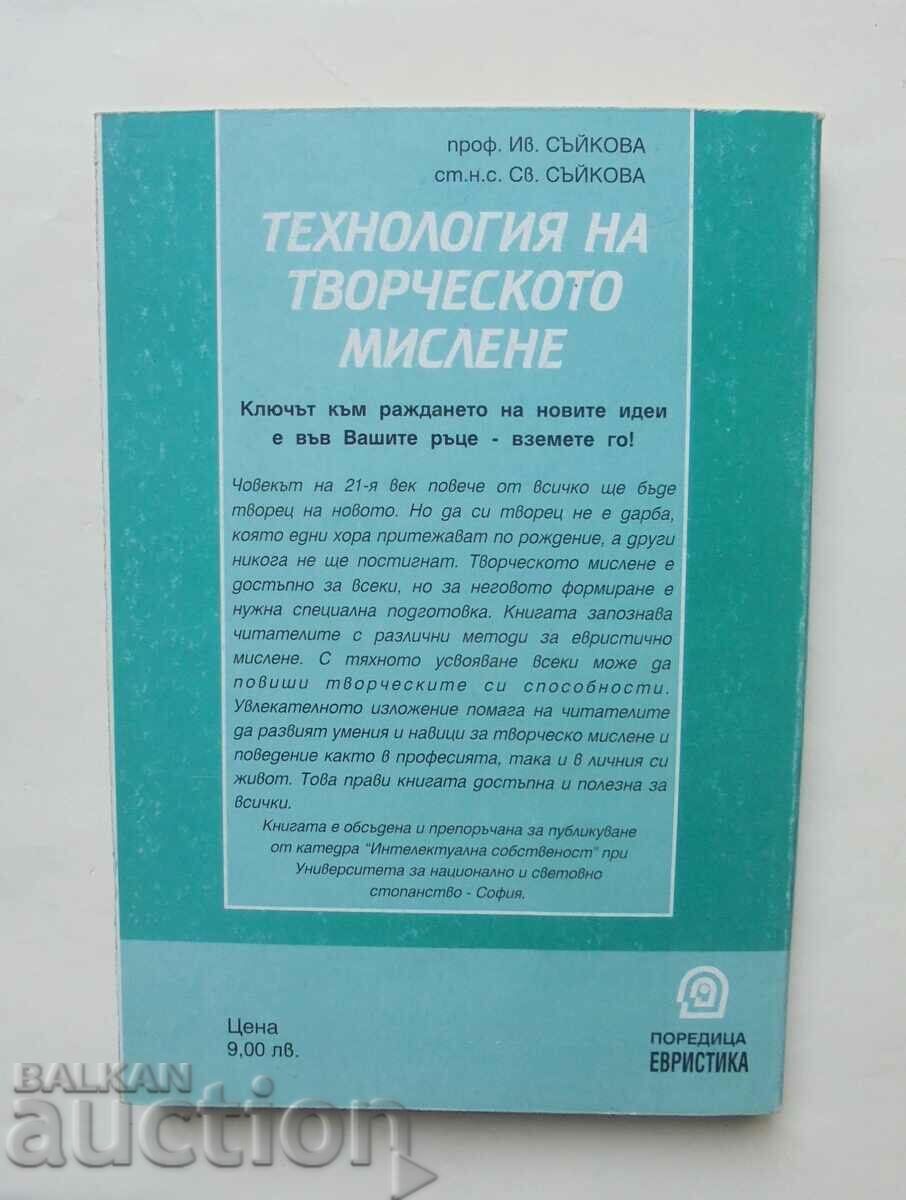 проф. Ив. СЪЙКОВА
ст.н.с. Св. СЪЙКОВА
ТЕХНОЛОГИЯ НА
ТВОРЧЕСКОТО
МИСЛЕНЕ
Ключът към раждането на новите идеи
е във Вашите ръце - вземете го!
Човекът на 21-я век повече от всичко ще бъде
творец на новото. Но да си творец не е дарба,
която едни хора притежават по рождение, а други
никога не ще постигнат. Творческото мислене е
достъпно за всеки, но за неговото формиране е
нужна специална подготовка. Книгата запознава
читателите с различни методи за евристично
мислене. С тяхното усвояване всеки може да
повиши творческите си способности.
Увлекателното изложение помага на читателите
да развият умения и навици за творческо мислене и
поведение както в професията, така и в личния си
живот. Това прави книгата достъпна и полезна за
всички.
Книгата е обсъдена и препоръчана за публикуване
от катедра "Интелектуална собственост" при
Университета за национално и световно
стопанство - София.
Цена
9,00 лв.
ПОРЕДИЦА
ЕВРИСТИКА
BALKAN
auction